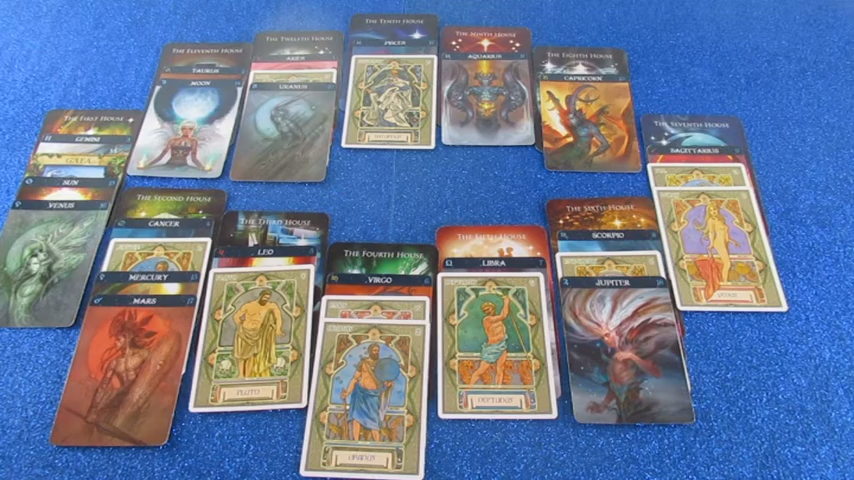 THE ELEVENTH HOUSE
TAURUS
MOON
THE TWELFTH HOUSE
ARIES
URANUS
THE TENTH HOUSE
PISCES
THE NINTH HOUSE
AQUARIUS
THE EIGHTH HOUSE
CAPRICORN
THE FIRST HOUSE
GEMINI
SUN
VENUS
THE SECOND HOUSE
CANCER
MERCURY
MARS
THE THIRD HOUSE
LEO
PLUTO
THE FOURTH HOUSE
VIRGO
THE FIFTH HOUSE
LIBRA
NEPTUNUS
THE SIXTH HOUSE
SCORPIO
JUPITER
THE SEVENTH HOUSE
SAGITTARIUS
VENUS